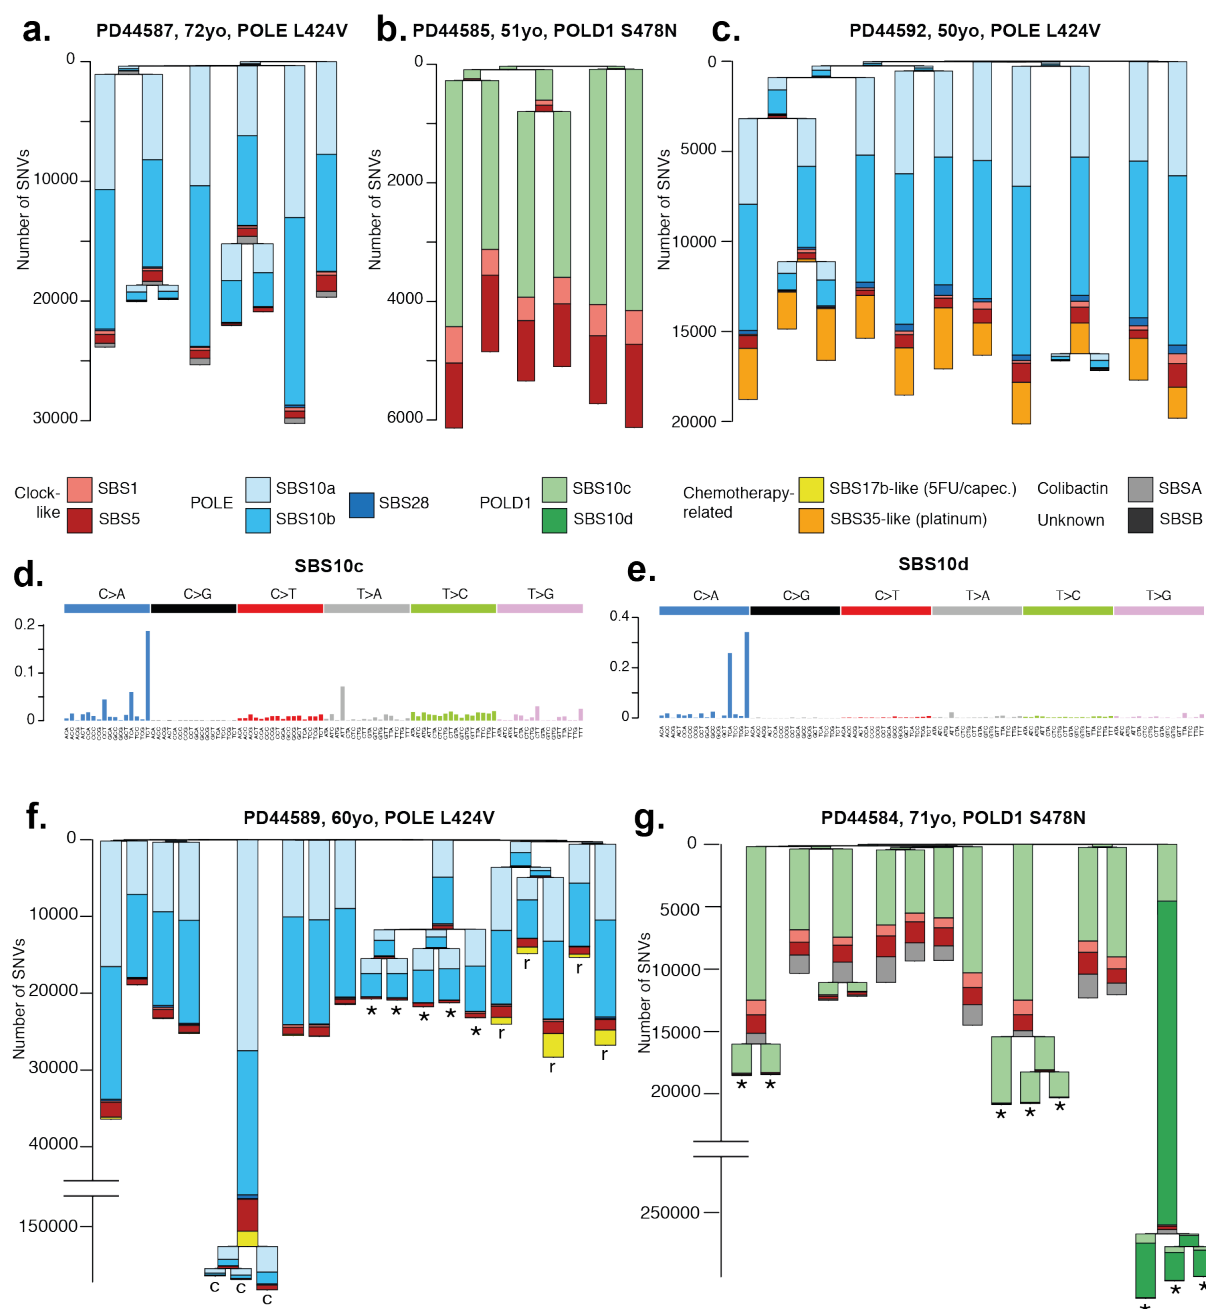 a.
PD44587, 72yo, POLE L424V
Number of SNVs
0
10000
20000
30000
b.
PD44585, 51yo, POLD1 S478N
Number of SNVs
0
2000
4000
6000
c.
PD44592, 50yo, POLE L424V
Number of SNVs
0
5000
10000
15000
20000
Clock-
like
SBS1
SBS5
POLE
SBS10a
SBS10b
SBS28
POLD1
SBS10c
SBS10d
Chemotherapy-
related
SBS17b-like (5FU/capec.)
SBS35-like (platinum)
Colibactin
SBSA
Unknown
SBSB
d.
SBS10c
C>A C>G C>T T>A T>C T>G
0.2
0.1
0
e.
SBS10d
C>A C>G C>T T>A T>C T>G
0.4
0.2
0
f.
PD44589, 60yo, POLE L424V
Number of SNVs
0
10000
20000
30000
40000
150000
* * * * *
r r r r r
c c c
g.
PD44584, 71yo, POLD1 S478N
Number of SNVs
0
5000
10000
15000
20000
250000
* * * * *
* * *